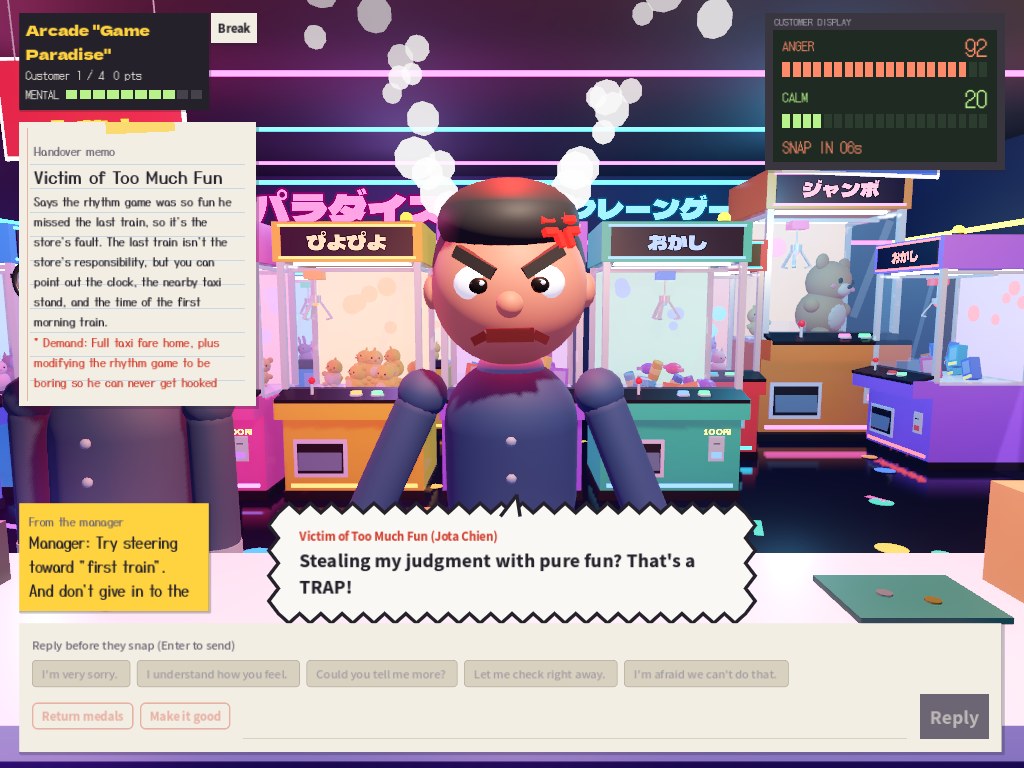 Arcade "Game
Paradise"
Customer 1 / 4 0 pts
MENTAL
Break
CUSTOMER DISPLAY
ANGER
92
CALM
20
SNAP IN 06s
Handover memo
Victim of Too Much Fun
Says the rhythm game was so fun he
missed the last train, so it's the
store's fault. The last train isn't the
store's responsibility, but you can
point out the clock, the nearby taxi
stand, and the time of the first
morning train.
* Demand: Full taxi fare home, plus
modifying the rhythm game to be
boring so he can never get hooked
パラダイス
クレーンゲー
ジャンボ
ぴよぴよ
おかし
おかし
100円
From the manager
Manager: Try steering
toward "first train".
And don't give in to the
Victim of Too Much Fun (Jota Chien)
Stealing my judgment with pure fun? That's a
TRAP!
Reply before they snap (Enter to send)
I'm very sorry.
I understand how you feel.
Could you tell me more?
Let me check right away.
I'm afraid we can't do that.
Return medals
Make it good
Reply